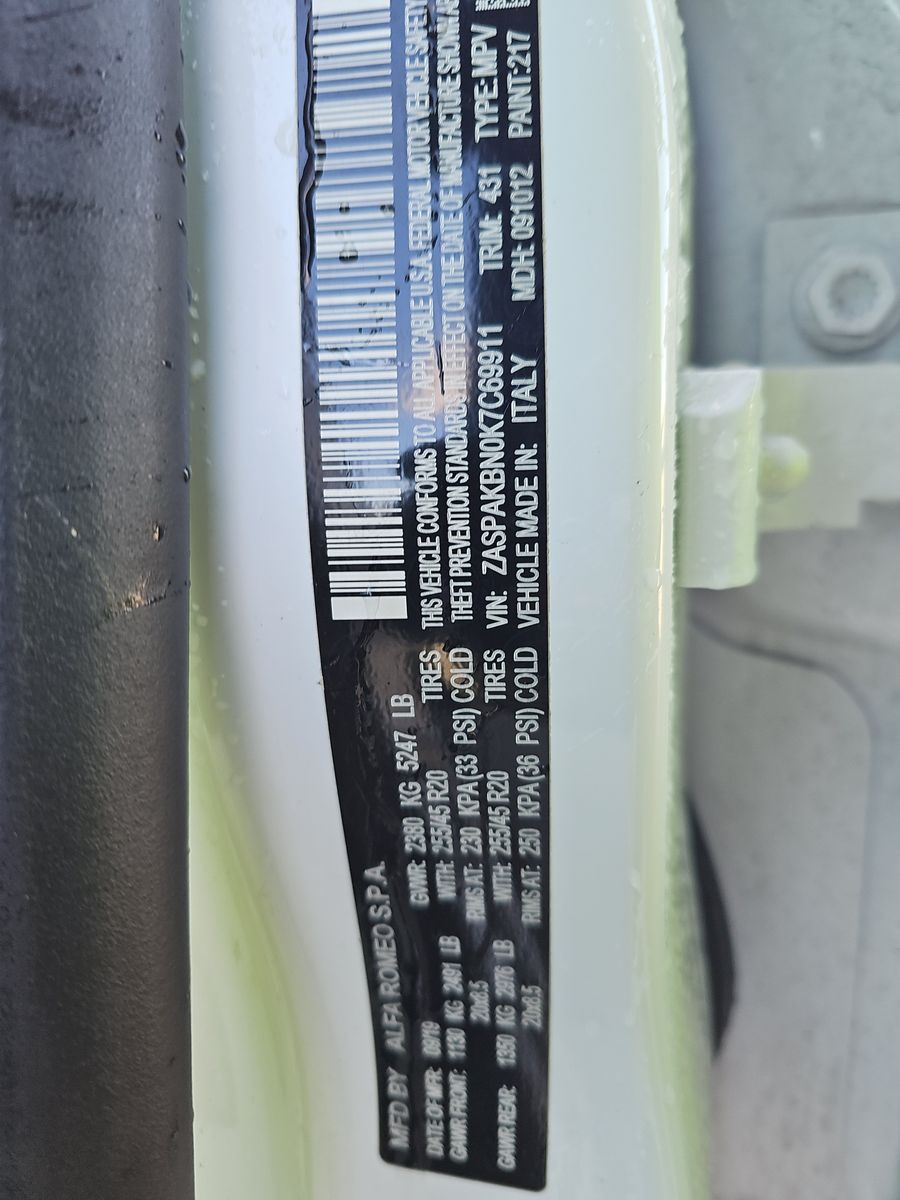 MFD BY ALFA ROMEO S.P.A.
DATE OF MFR: 09/19 GVWR: 2380 KG 5247 LB
GAWR FRONT: 1130 KG 2491 LB WITH: 255/45 R20 TIRES
20x8.5 RIMS AT: 230 KPA(33 PSI) COLD
GAWR REAR: 1350 KG 2976 LB WITH: 255/45 R20 TIRES
20x8.5 RIMS AT: 250 KPA(36 PSI) COLD
THIS VEHICLE CONFORMS TO ALL APPLICABLE U.S.A. FEDERAL MOTOR VEHICLE SAFETY
THEFT PREVENTION STANDARDS IN EFFECT ON THE DATE OF MANUFACTURE SHOWN
VIN: ZASPAKBN0K7C69911 TRIM: 431 TYPE:MPV
VEHICLE MADE IN: ITALY MDH: 091012 PAINT:217